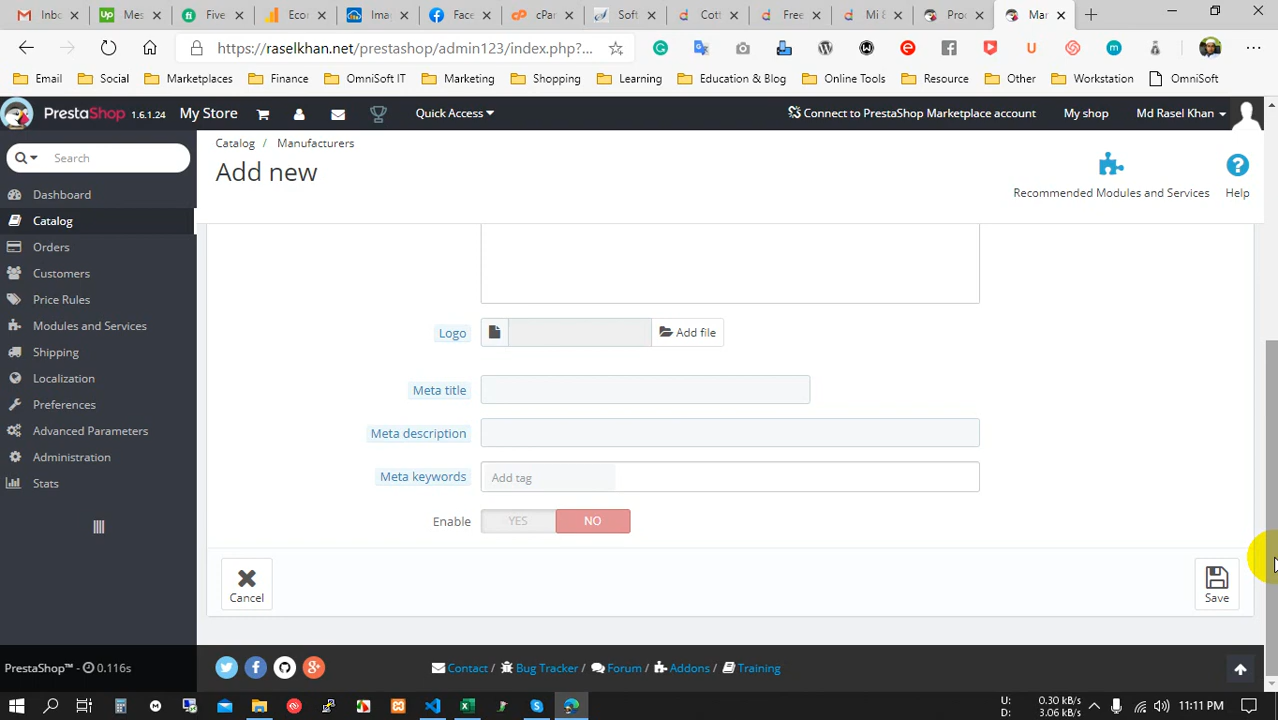 Inbo
Mes
Five
Ecor
Ima
Face
cPar
Soft
Cott
Free
Mi &
Proc
Mar
https://raselkhan.net/prestashop/admin123/index.php?...
Email
Social
Marketplaces
Finance
OmniSoft IT
Marketing
Shopping
Learning
Education & Blog
Online Tools
Resource
Other
Workstation
OmniSoft
PrestaShop 1.6.1.24
My Store
Quick Access
Connect to PrestaShop Marketplace account
My shop
Md Rasel Khan
Search
Catalog / Manufacturers
Add new
Recommended Modules and Services
Help
Dashboard
Catalog
Orders
Customers
Price Rules
Modules and Services
Shipping
Localization
Preferences
Advanced Parameters
Administration
Stats
Logo
Add file
Meta title
Meta description
Meta keywords
Add tag
Enable
YES
NO
Cancel
Save
PrestaShop™ - 0.116s
Contact / Bug Tracker / Forum / Addons / Training
U: 0.30 kB/s
D: 3.06 kB/s
11:11 PM